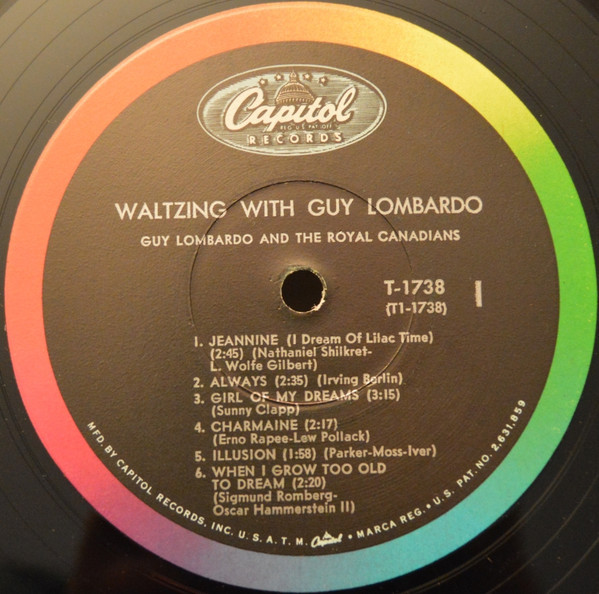 Capitol
REG. U.S. PAT. OFF.
RECORDS
WALTZING WITH GUY LOMBARDO
GUY LOMBARDO AND THE ROYAL CANADIANS
T-1738 1
(T1-1738)
1. JEANNINE (I Dream Of Lilac Time)
(2:45) (Nathaniel Shilkret-
L. Wolfe Gilbert)
2. ALWAYS (2:35) (Irving Berlin)
3. GIRL OF MY DREAMS (3:15)
(Sunny Clapp)
4. CHARMAINE (2:17)
(Erno Rapee-Lew Pollack)
5. ILLUSION (1:58) (Parker-Moss-Iver)
6. WHEN I GROW TOO OLD
TO DREAM (2:20)
(Sigmund Romberg-
Oscar Hammerstein II)
MFD. BY CAPITOL RECORDS, INC. U.S.A. T.M. Capitol • MARCA REG. • U.S. PAT. NO. 2,631,859